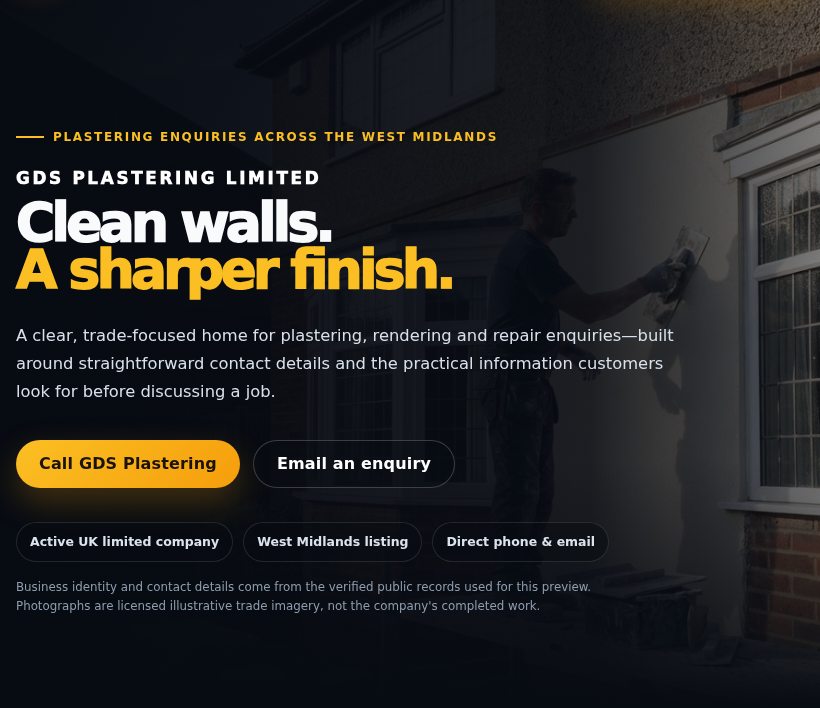 PLASTERING ENQUIRIES ACROSS THE WEST MIDLANDS
GDS PLASTERING LIMITED
Clean walls.
A sharper finish.
A clear, trade-focused home for plastering, rendering and repair enquiries—built
around straightforward contact details and the practical information customers
look for before discussing a job.
Call GDS Plastering
Email an enquiry
Active UK limited company
West Midlands listing
Direct phone & email
Business identity and contact details come from the verified public records used for this preview.
Photographs are licensed illustrative trade imagery, not the company's completed work.